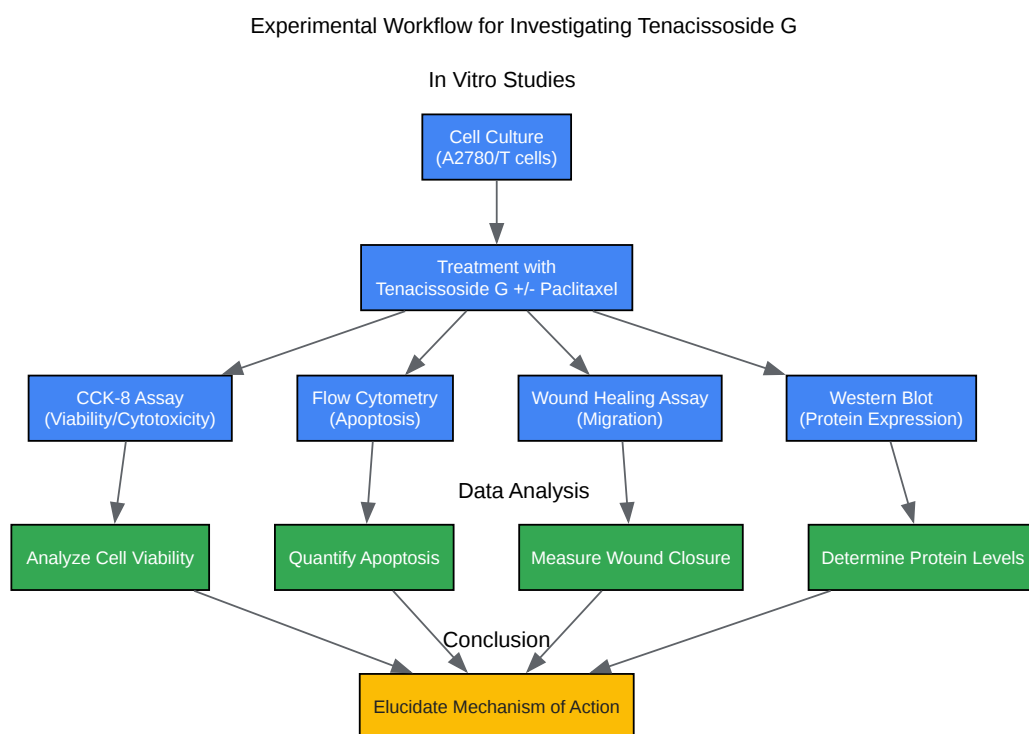 Experimental Workflow for Investigating Tenacissoside G
In Vitro Studies
Cell Culture
(A2780/T cells)
Treatment with
Tenacissoside G +/- Paclitaxel
CCK-8 Assay
(Viability/Cytotoxicity)
Flow Cytometry
(Apoptosis)
Wound Healing Assay
(Migration)
Western Blot
(Protein Expression)
Data Analysis
Analyze Cell Viability
Quantify Apoptosis
Measure Wound Closure
Determine Protein Levels
Conclusion
Elucidate Mechanism of Action